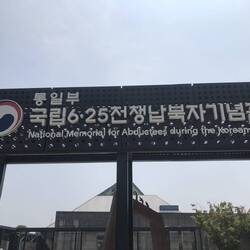 통일부
국립6·25전쟁납북자기념
National Memorial for Abductees during the Korean